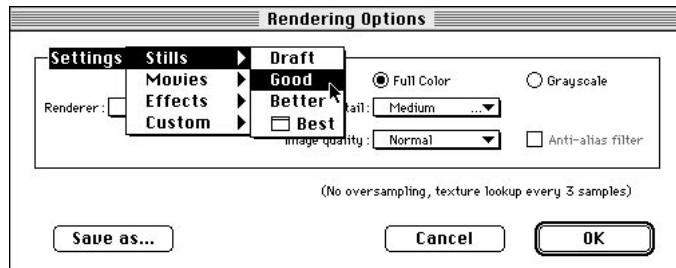 Rendering Options
Settings Stills Draft
Movies Good Full Color Grayscale
Renderer: Effects Better tail: Medium ...
Custom Best
Image quality: Normal Anti-alias filter
(No oversampling, texture lookup every 3 samples)
Save as... Cancel OK